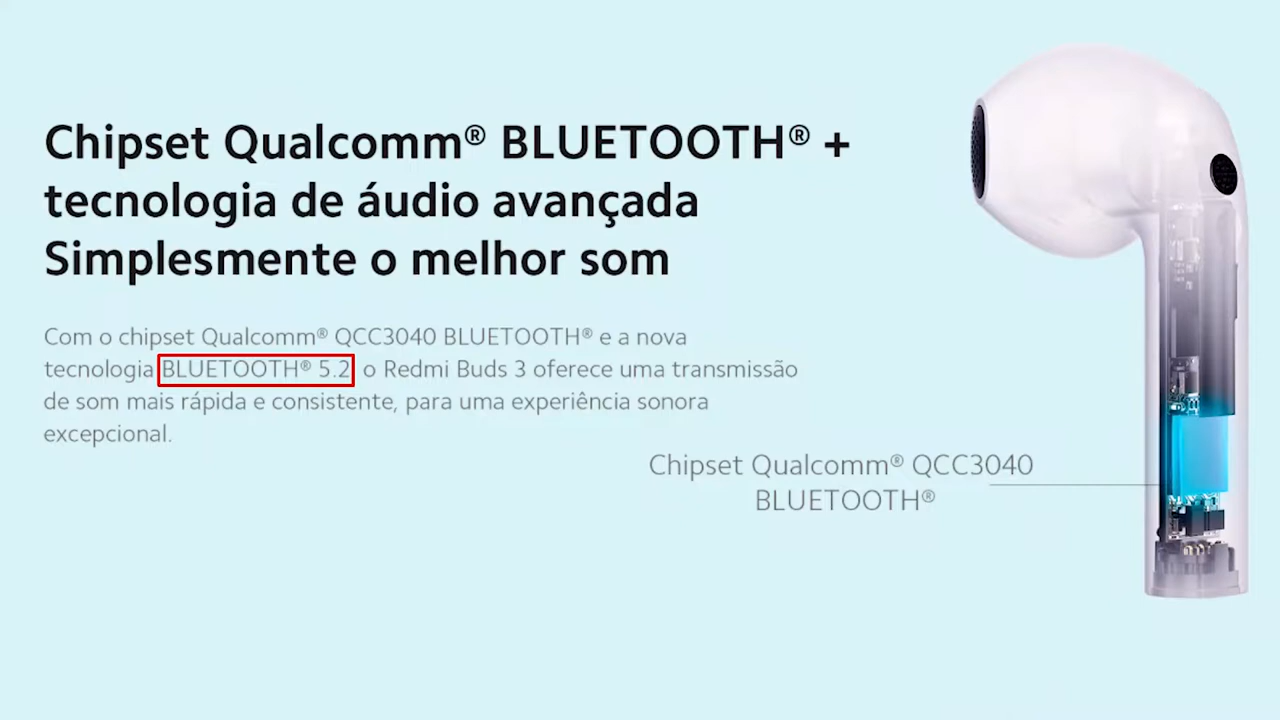 Chipset Qualcomm® BLUETOOTH® +
tecnologia de áudio avançada
Simplesmente o melhor som
Com o chipset Qualcomm® QCC3040 BLUETOOTH® e a nova
tecnologia BLUETOOTH® 5.2 o Redmi Buds 3 oferece uma transmissão
de som mais rápida e consistente, para uma experiência sonora
excepcional.
Chipset Qualcomm® QCC3040
BLUETOOTH®